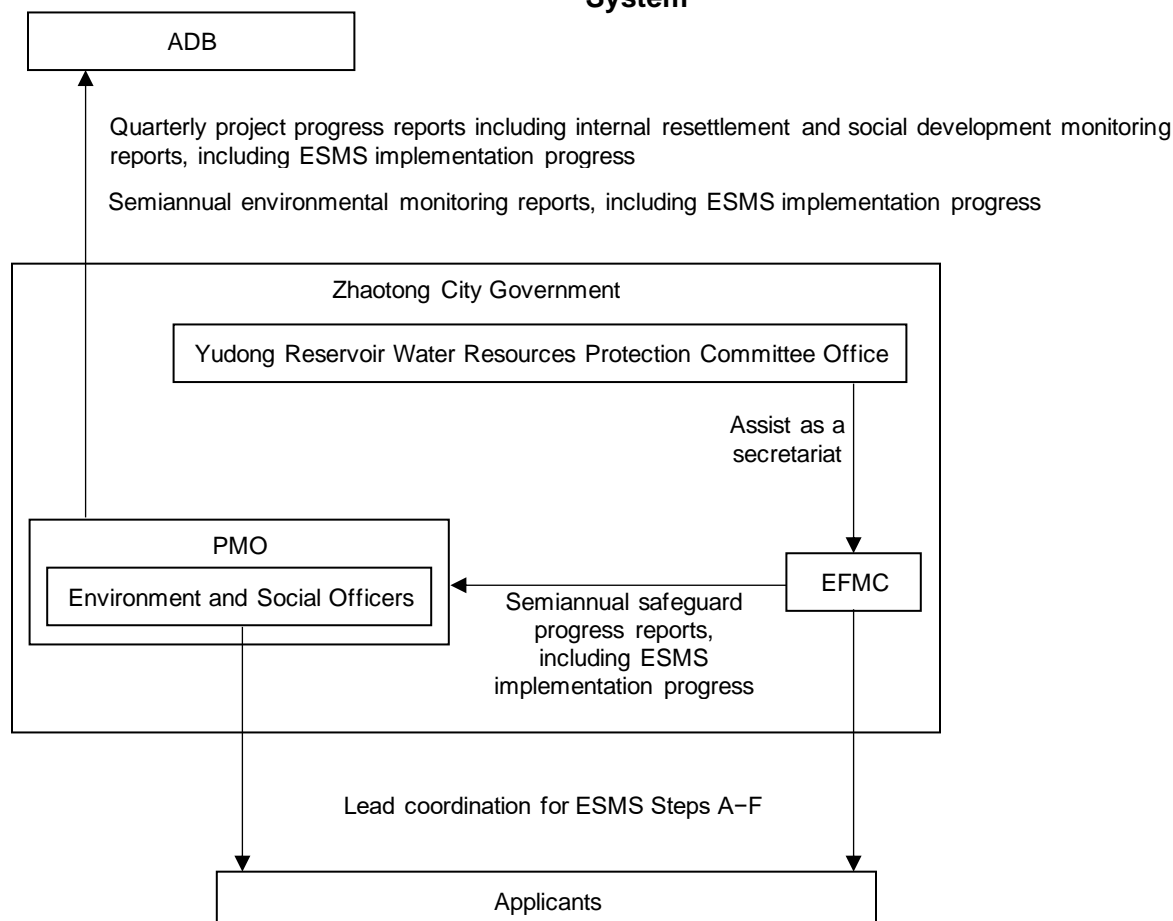 System
ADB
Quarterly project progress reports including internal resettlement and social development monitoring
reports, including ESMS implementation progress
Semiannual environmental monitoring reports, including ESMS implementation progress
Zhaotong City Government
Yudong Reservoir Water Resources Protection Committee Office
Assist as a
secretariat
PMO
Environment and Social Officers
EFMC
Semiannual safeguard
progress reports,
including ESMS
implementation progress
Lead coordination for ESMS Steps A−F
Applicants